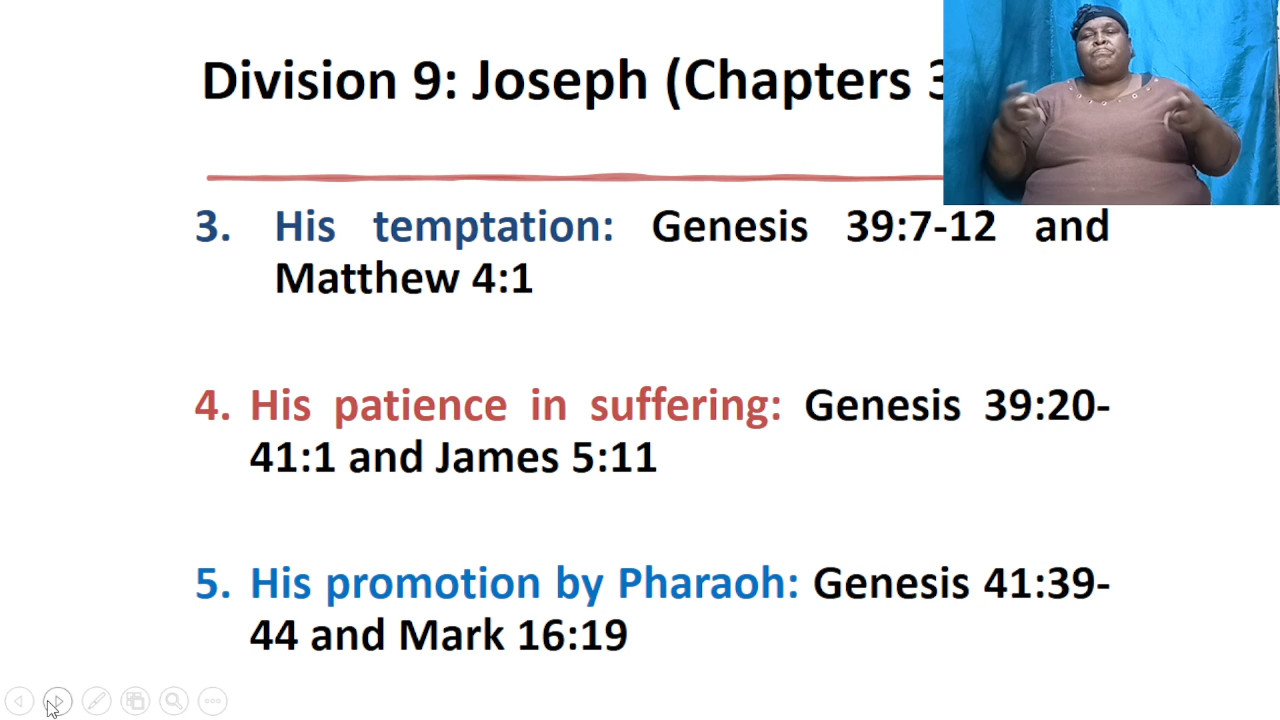 Division 9: Joseph (Chapters 3
3. His temptation: Genesis 39:7-12 and
Matthew 4:1
4. His patience in suffering: Genesis 39:20-
41:1 and James 5:11
5. His promotion by Pharaoh: Genesis 41:39-
44 and Mark 16:19